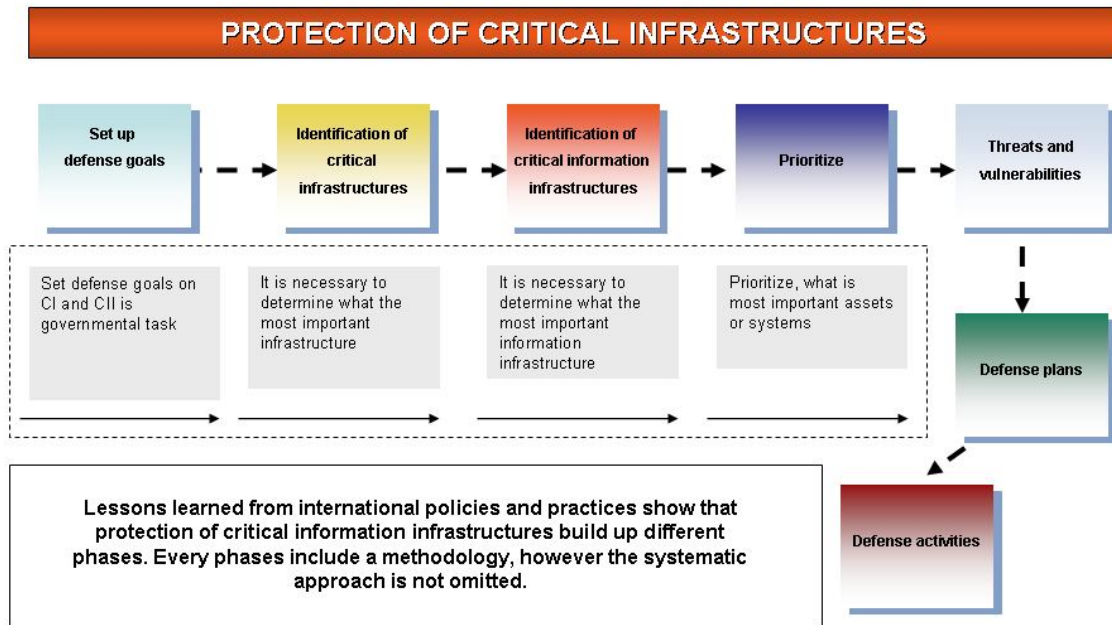 PROTECTION OF CRITICAL INFRASTRUCTURES
Set up
defense goals
Identification of
critical
infrastructures
Identification of
critical information
infrastructures
Prioritize
Threats and
vulnerabilities
Set defense goals on
CI and CII is
governmental task
It is necessary to
determine what the
most important
infrastructure
It is necessary to
determine what the
most important
information
infrastructure
Prioritize, what is
most important assets
or systems
Defense plans
Defense activities
Lessons learned from international policies and practices show that
protection of critical information infrastructures build up different
phases. Every phases include a methodology, however the systematic
approach is not omitted.